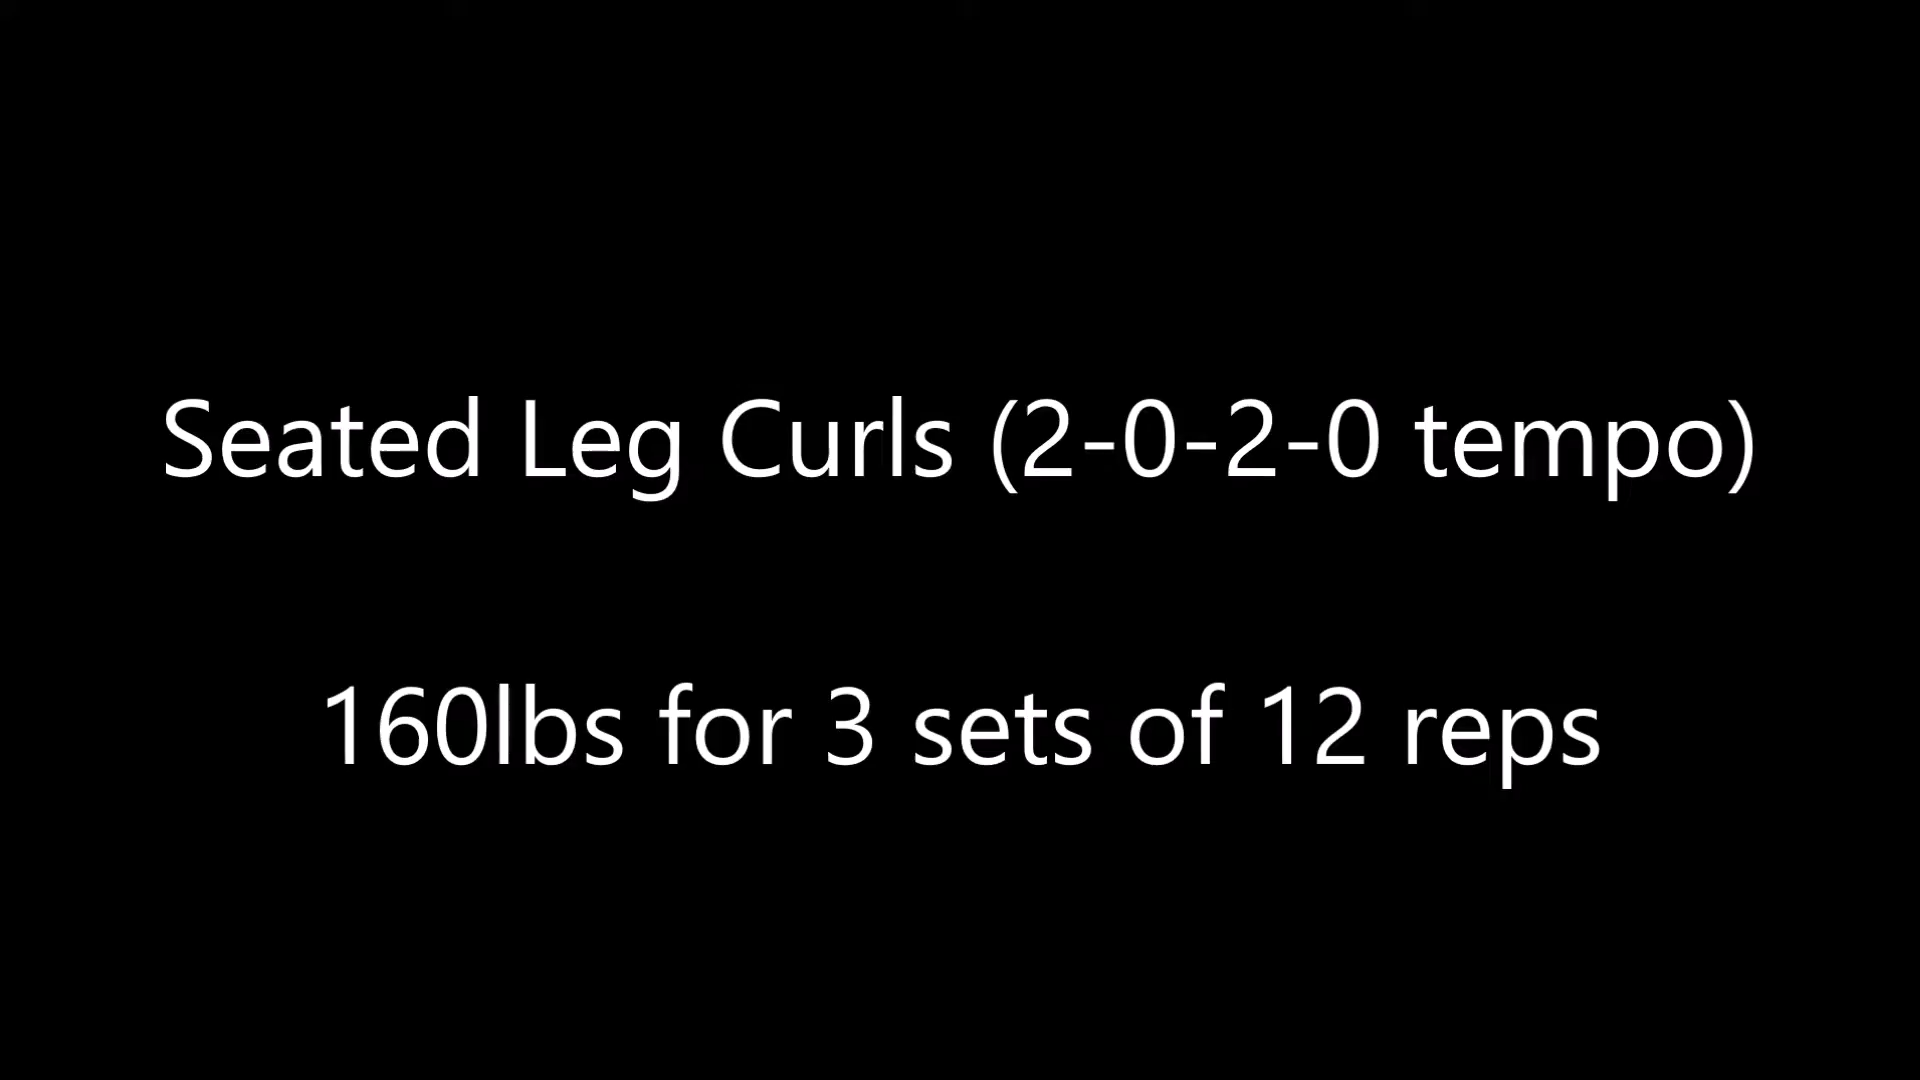 Seated Leg Curls (2-0-2-0 tempo)
160lbs for 3 sets of 12 reps